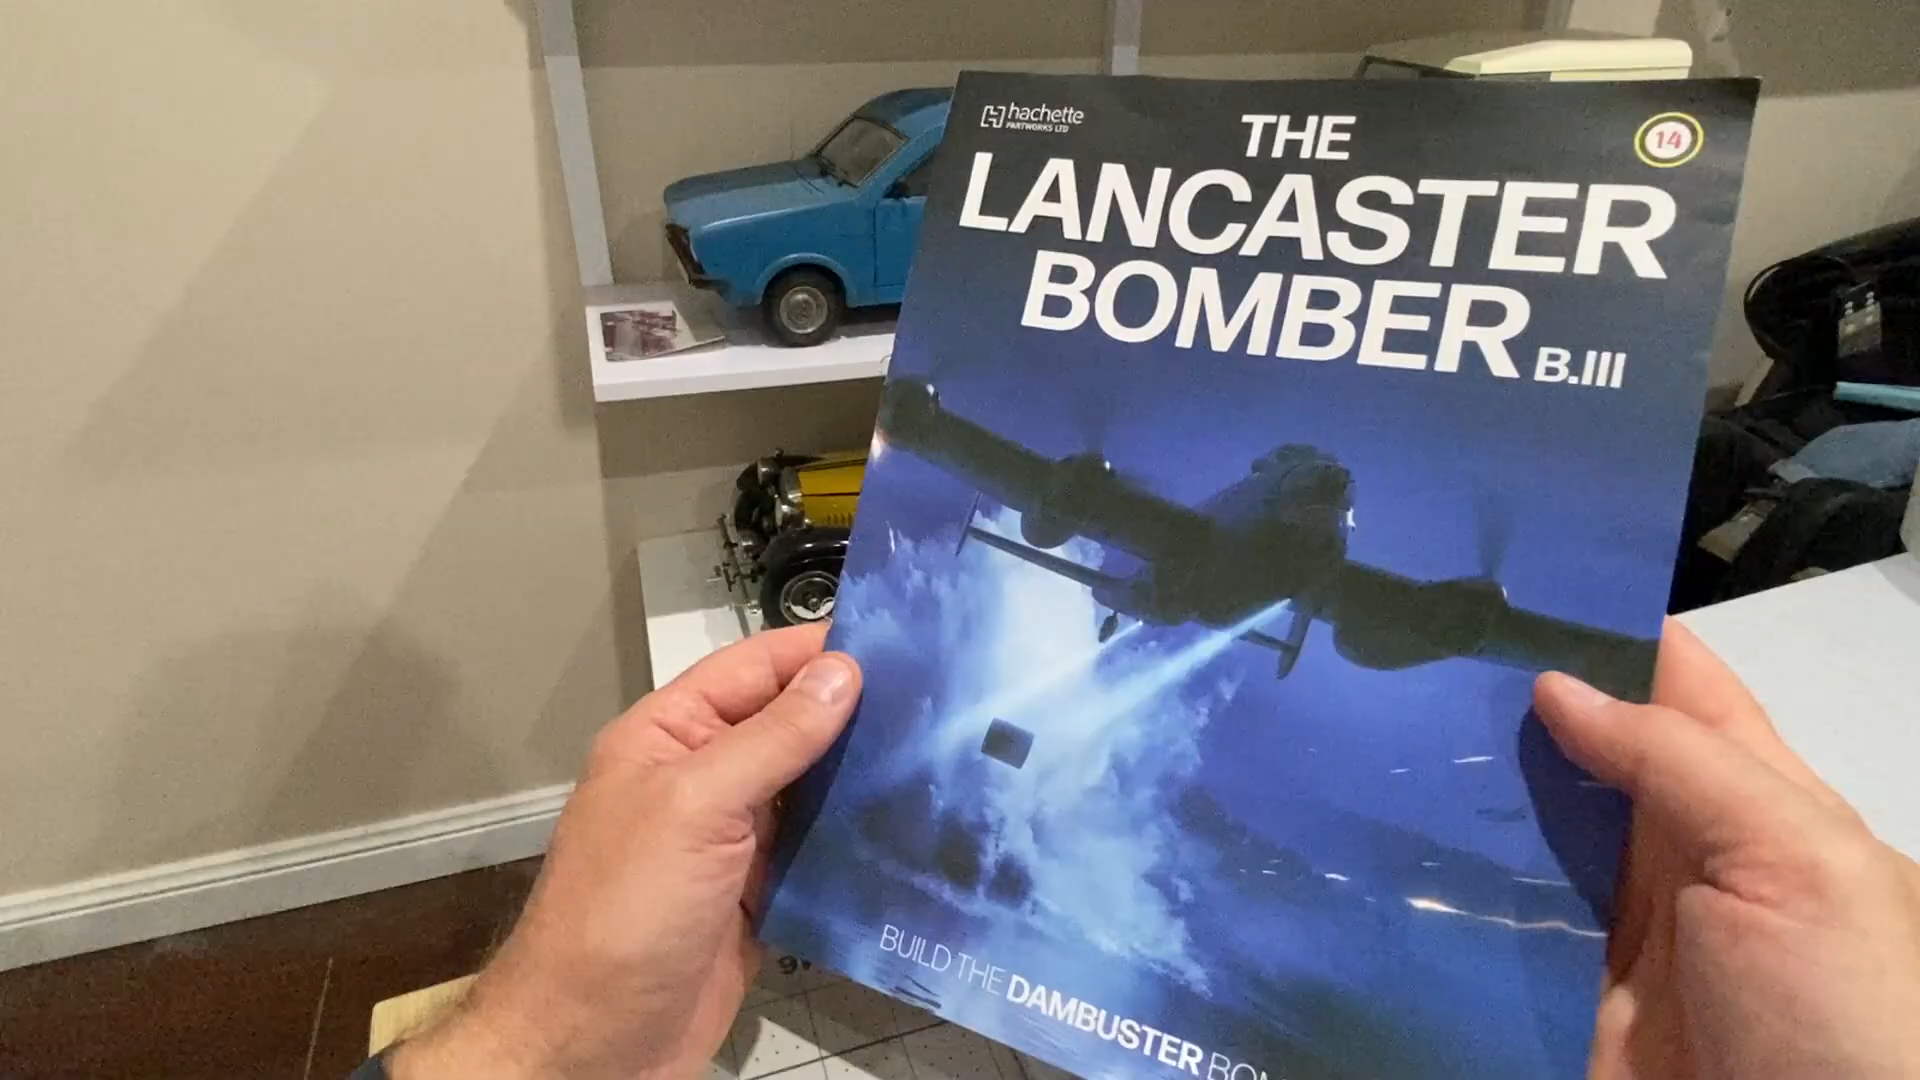 hachette
PARTWORKS LTD
14
THE
LANCASTER
BOMBER B.III
BUILD THE DAMBUSTER